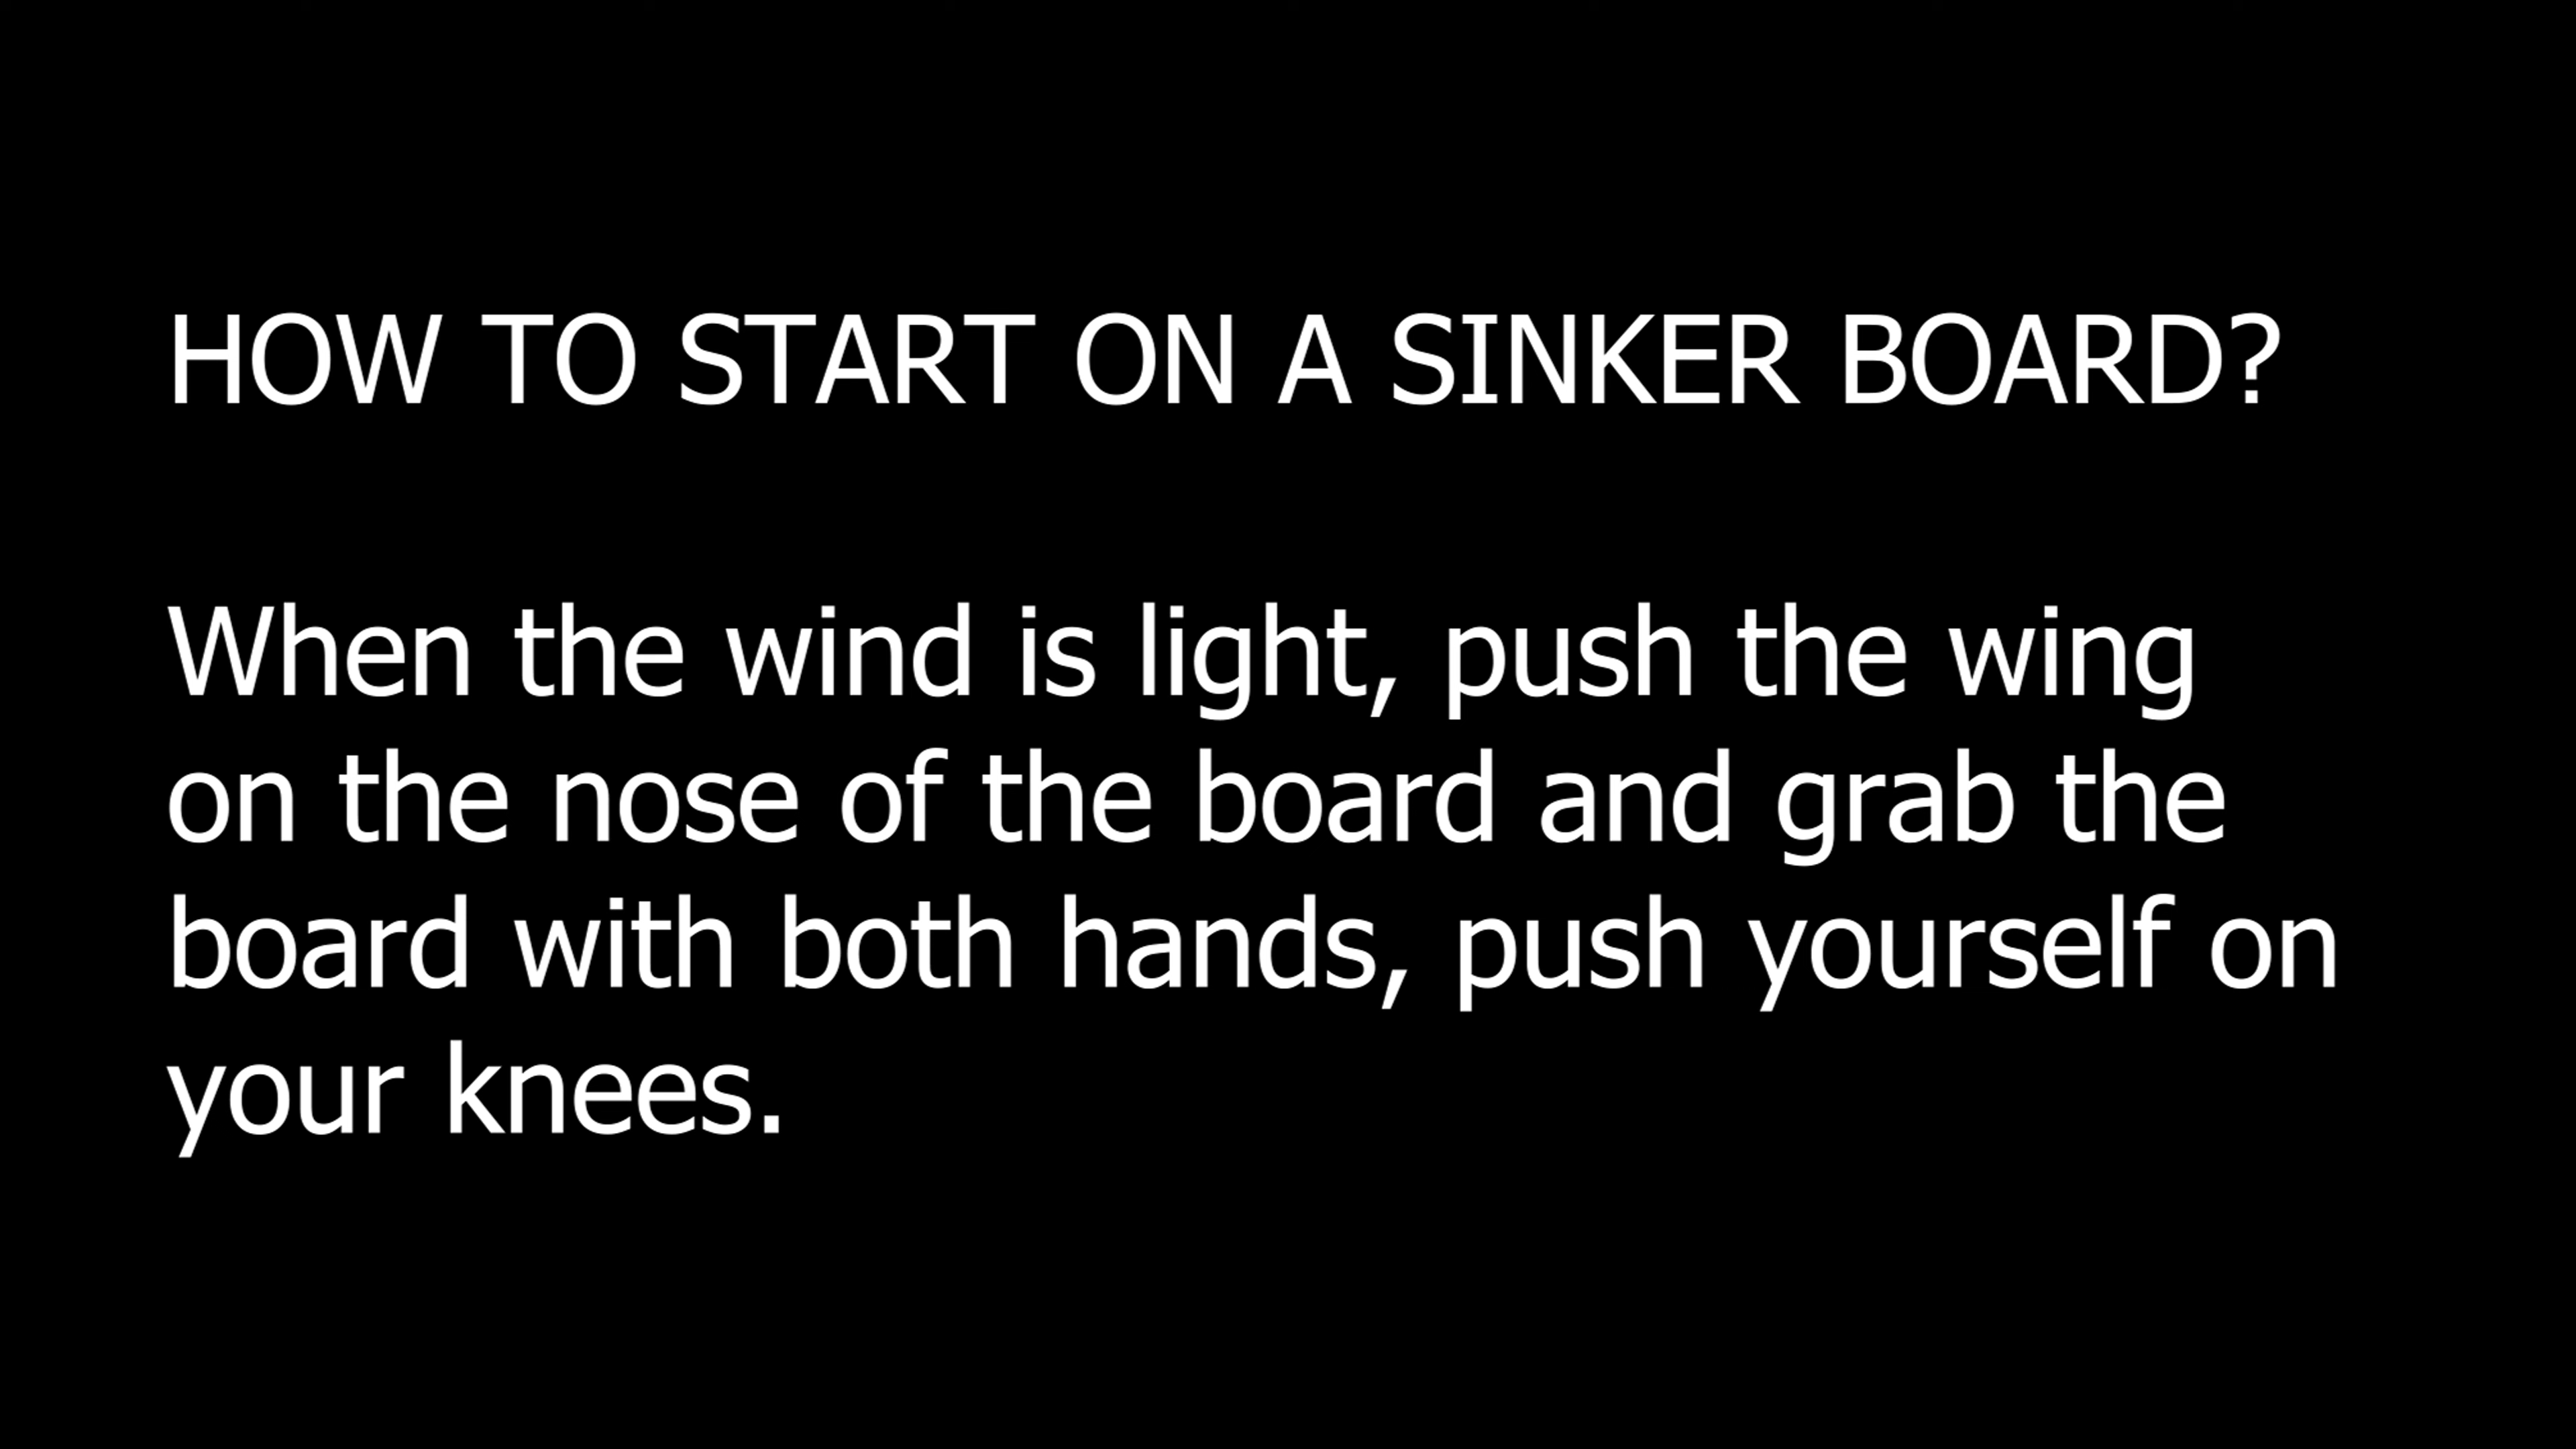 HOW TO START ON A SINKER BOARD?
When the wind is light, push the wing
on the nose of the board and grab the
board with both hands, push yourself on
your knees.